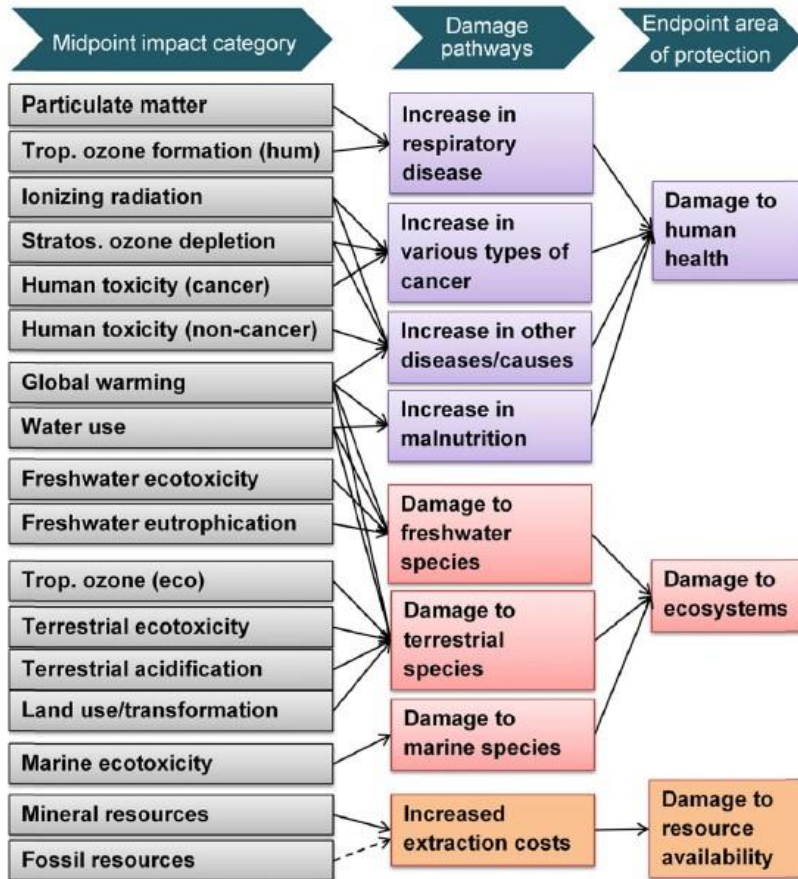 Midpoint impact category
Damage
pathways
Endpoint area
of protection
Particulate matter
Trop. ozone formation (hum)
Ionizing radiation
Stratos. ozone depletion
Human toxicity (cancer)
Human toxicity (non-cancer)
Global warming
Water use
Freshwater ecotoxicity
Freshwater eutrophication
Trop. ozone (eco)
Terrestrial ecotoxicity
Terrestrial acidification
Land use/transformation
Marine ecotoxicity
Mineral resources
Fossil resources
Increase in
respiratory
disease
Increase in
various types of
cancer
Increase in other
diseases/causes
Increase in
malnutrition
Damage to
freshwater
species
Damage to
terrestrial
species
Damage to
marine species
Increased
extraction costs
Damage to
human
health
Damage to
ecosystems
Damage to
resource
availability